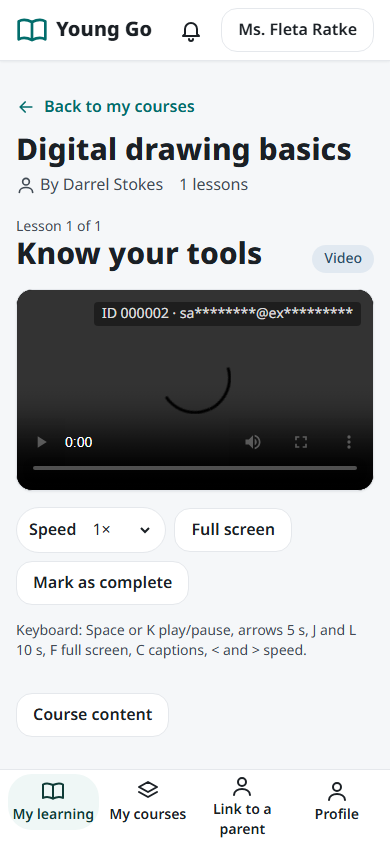 Young Go
Ms. Fleta Ratke
Back to my courses
Digital drawing basics
By Darrel Stokes 1 lessons
Lesson 1 of 1
Know your tools
Video
ID 000002 · sa********@ex*********
0:00
Speed 1×
Full screen
Mark as complete
Keyboard: Space or K play/pause, arrows 5 s, J and L
10 s, F full screen, C captions, < and > speed.
Course content
My learning
My courses
Link to a
parent
Profile